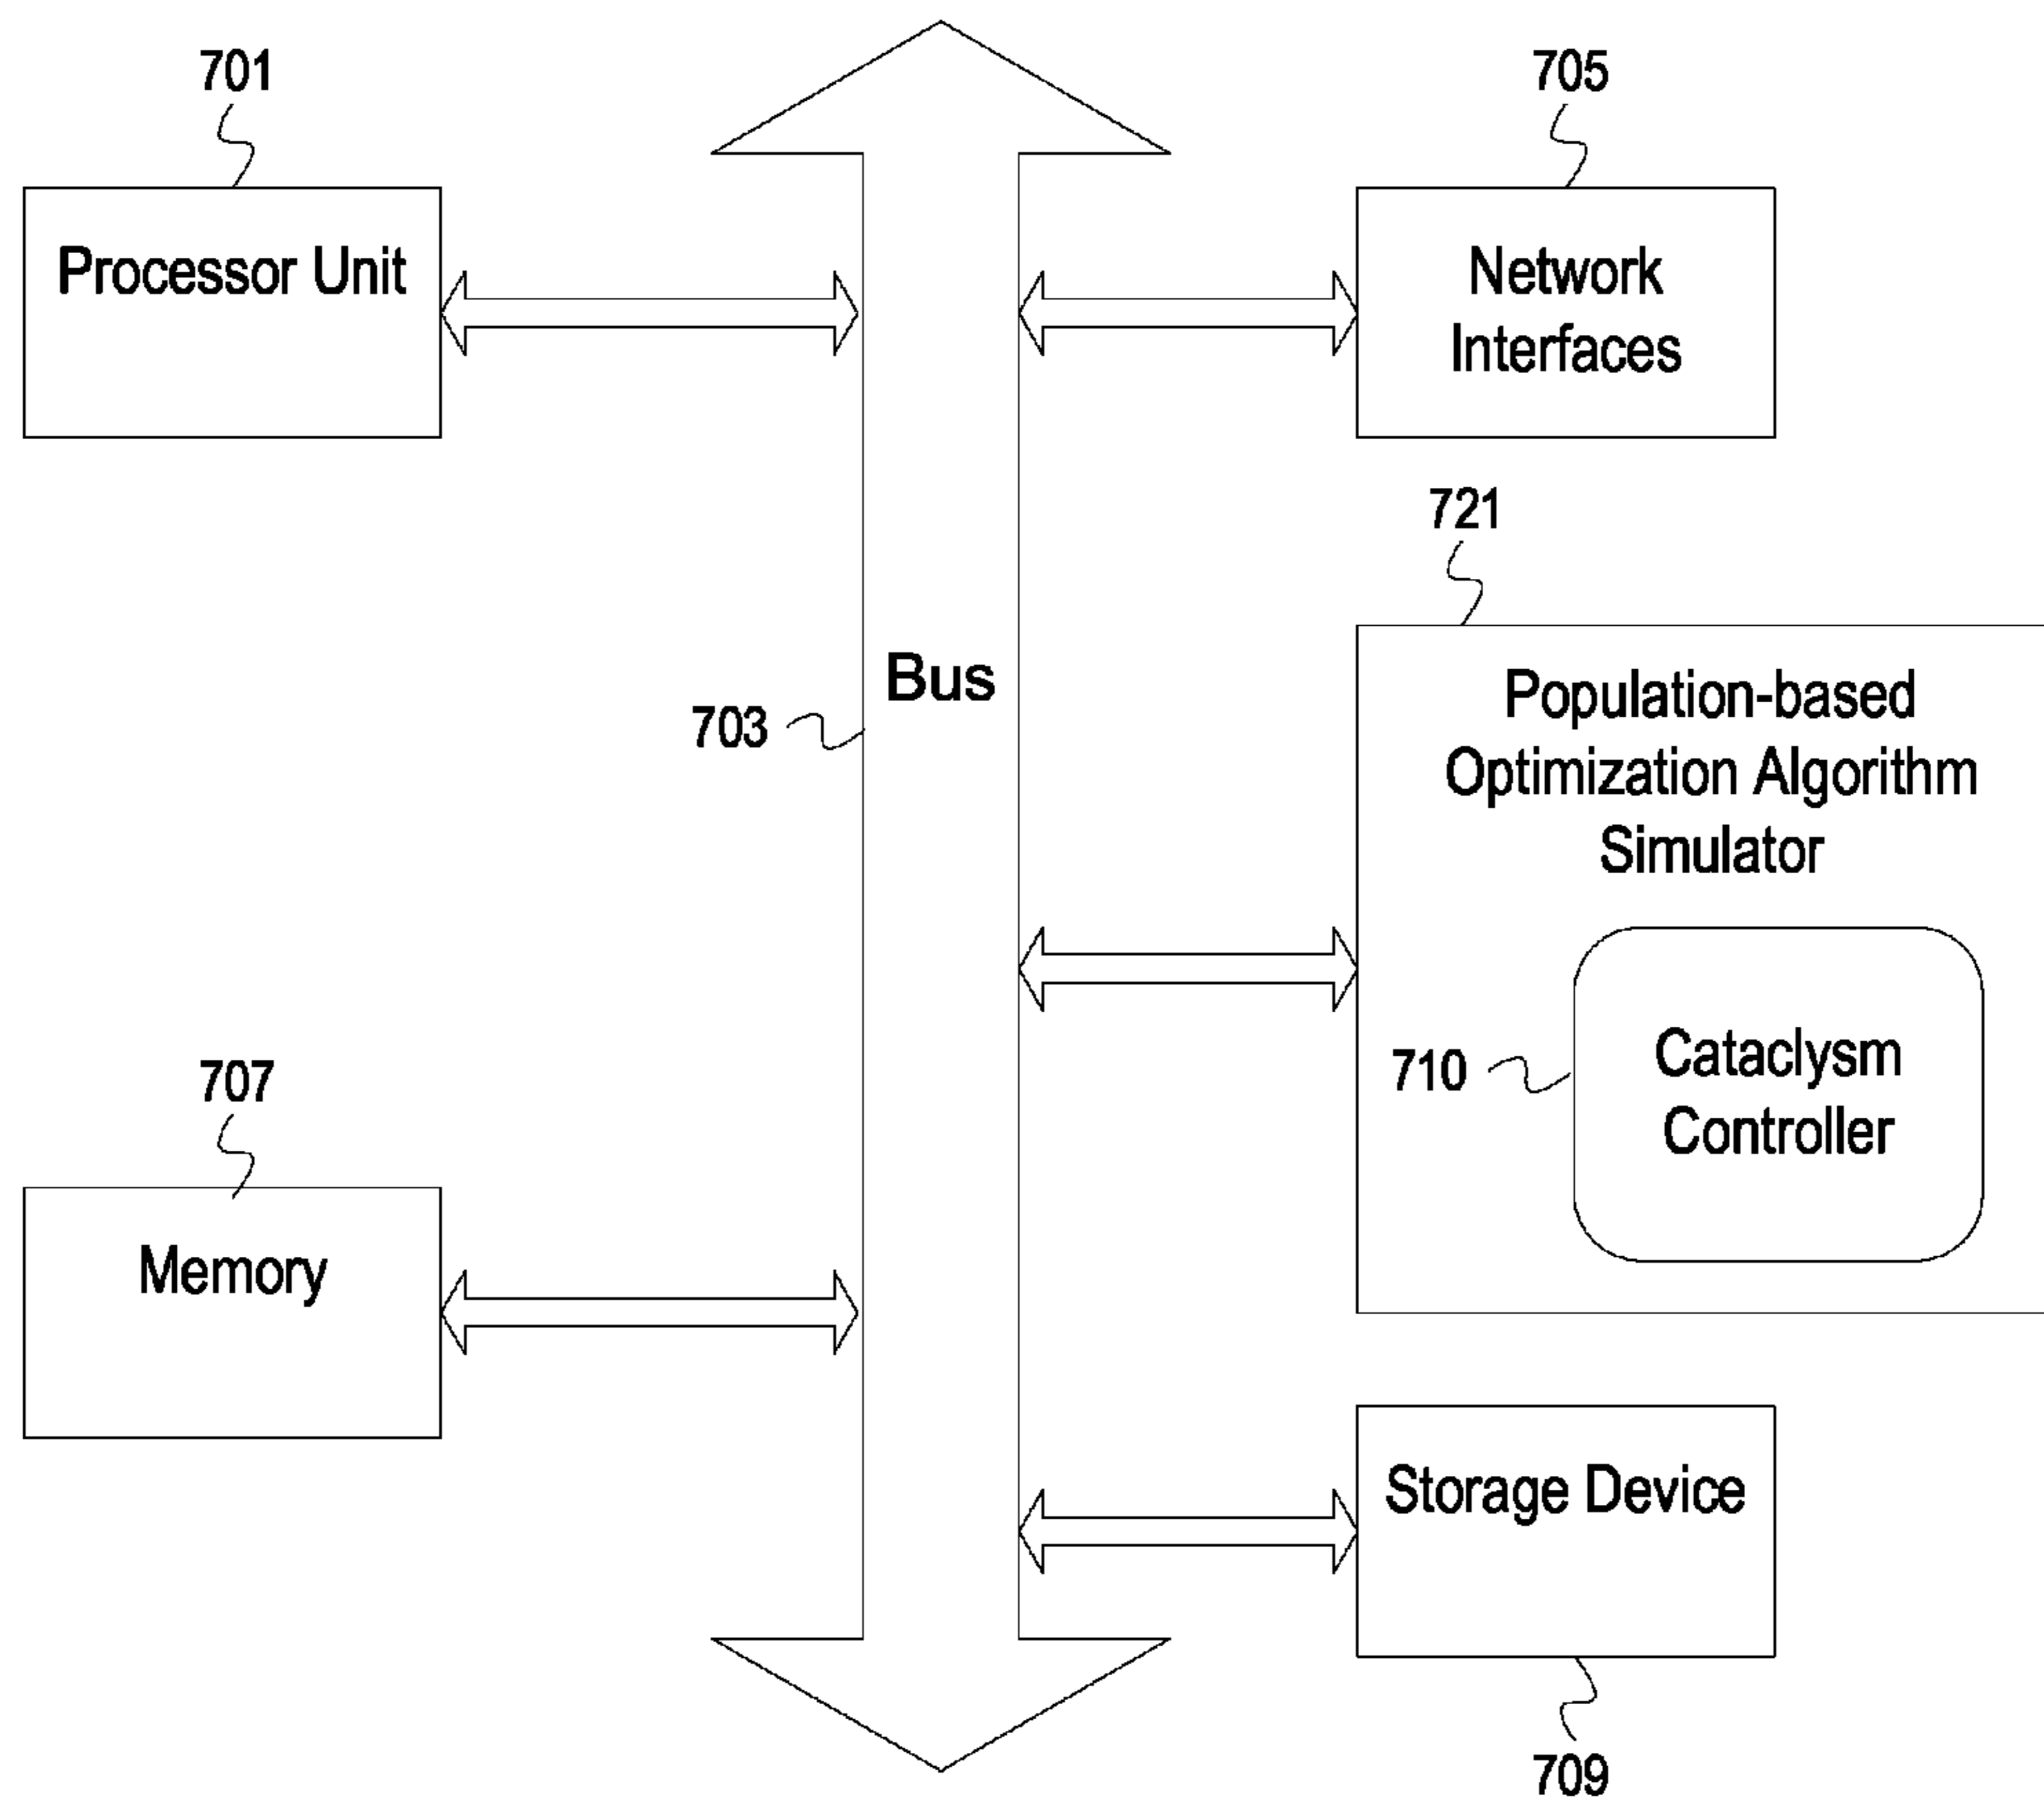 701
705
Processor Unit
Network
Interfaces
721
Bus
703
Population-based
Optimization Algorithm
Simulator
710
Cataclysm
Controller
707
Memory
Storage Device
709